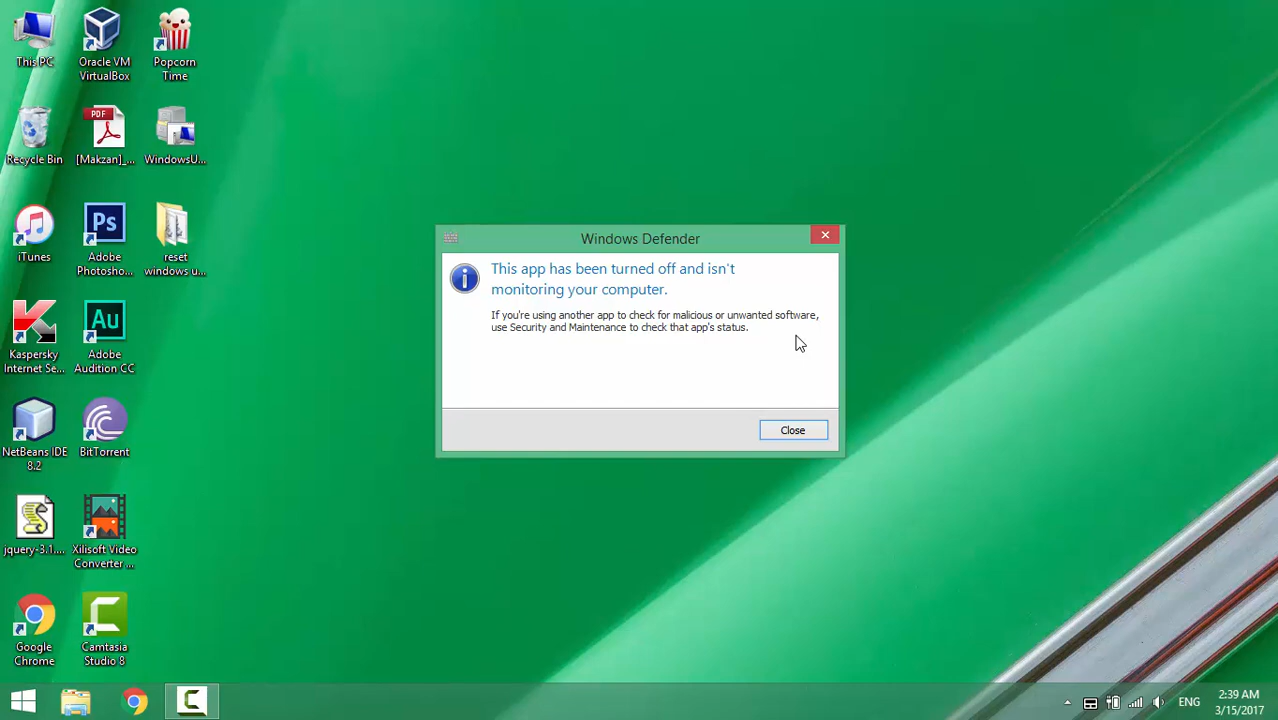 This PC
Oracle VM
VirtualBox
Popcorn
Time
Recycle Bin
PDF
[Makzan]_...
WindowsU...
iTunes
Ps
Adobe
Photosho...
reset
windows u...
Kaspersky
Internet Se...
Au
Adobe
Audition CC
NetBeans IDE
8.2
BitTorrent
jquery-3.1....
Xilisoft Video
Converter ...
Google
Chrome
Camtasia
Studio 8
Windows Defender
This app has been turned off and isn't
monitoring your computer.
If you're using another app to check for malicious or unwanted software,
use Security and Maintenance to check that app's status.
Close
ENG
2:39 AM
3/15/2017